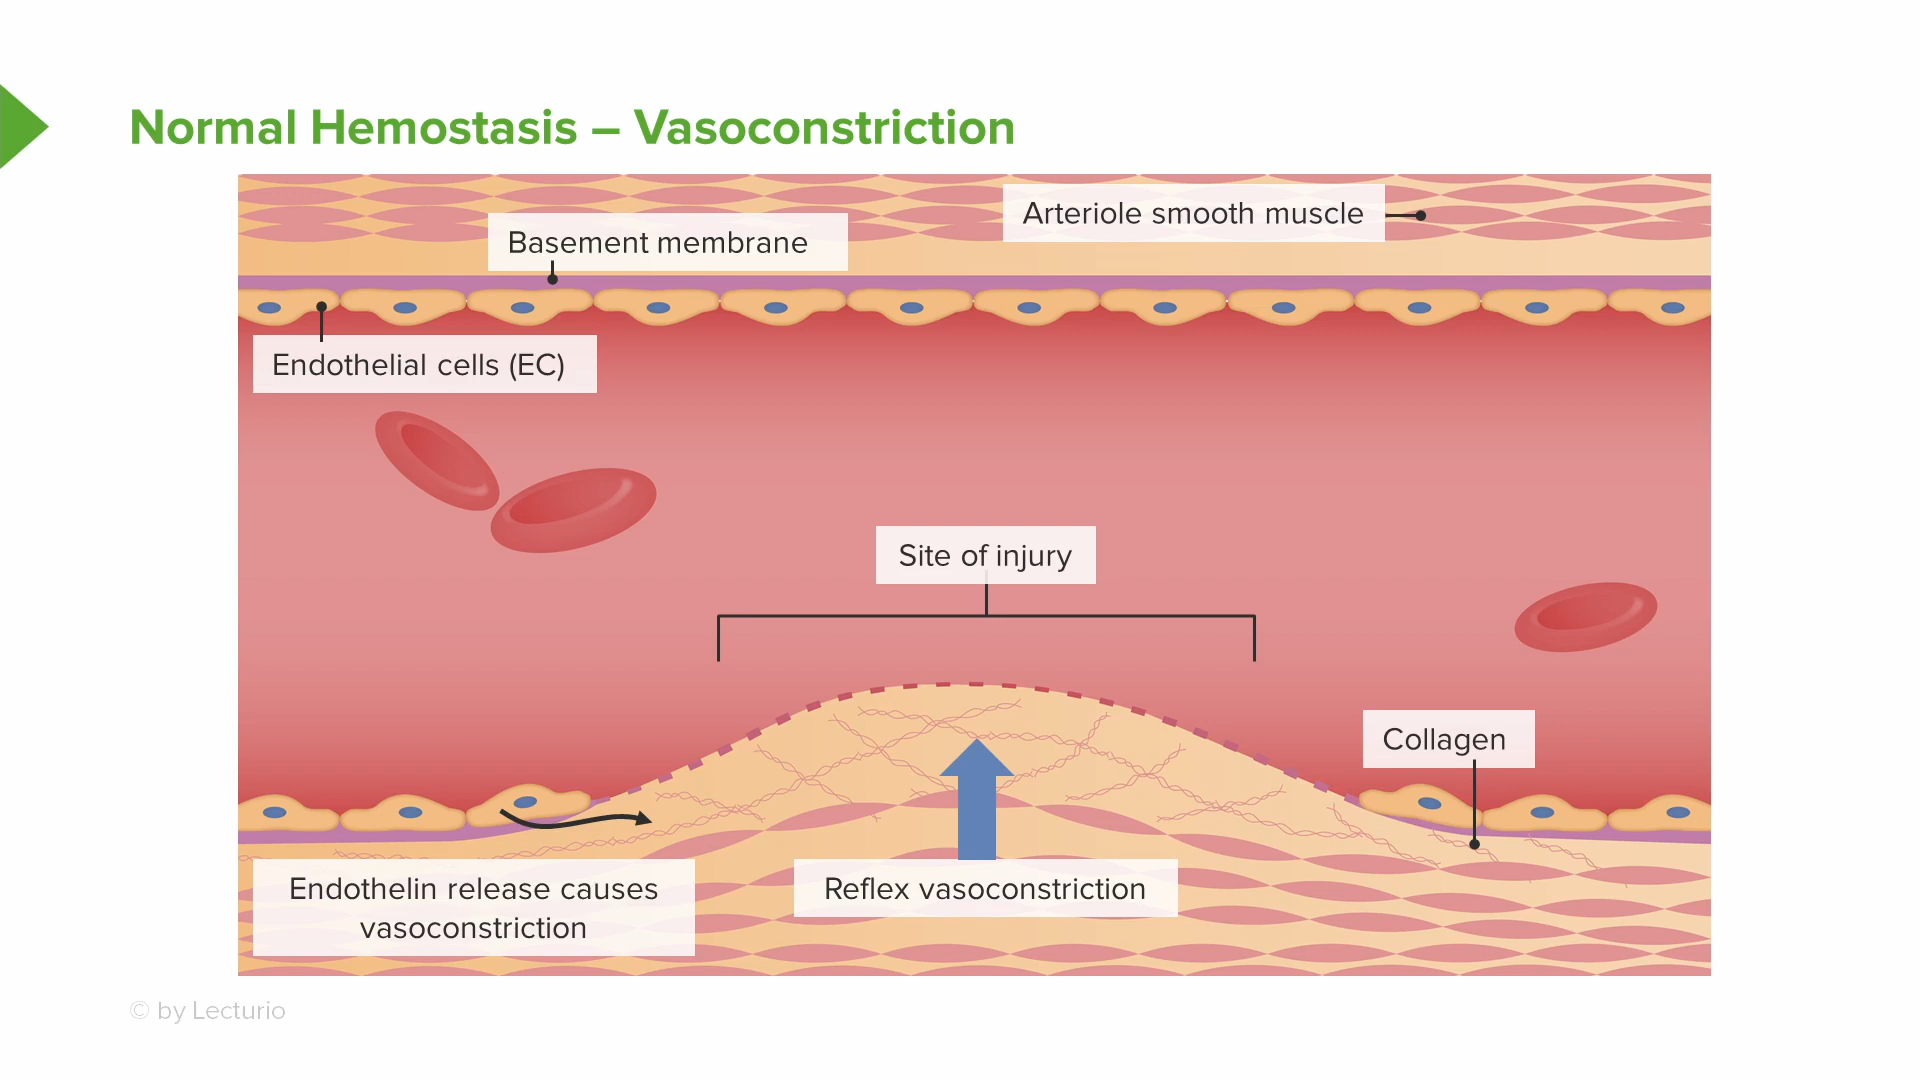 Normal Hemostasis – Vasoconstriction
Arteriole smooth muscle
Basement membrane
Endothelial cells (EC)
Site of injury
Collagen
Endothelin release causes
vasoconstriction
Reflex vasoconstriction
© by Lecturio